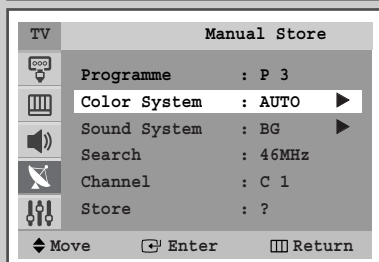 TV Manual Store
Programme : P 3
Color System : AUTO
Sound System : BG
Search : 46MHz
Channel : C 1
Store : ?
Move Enter Return